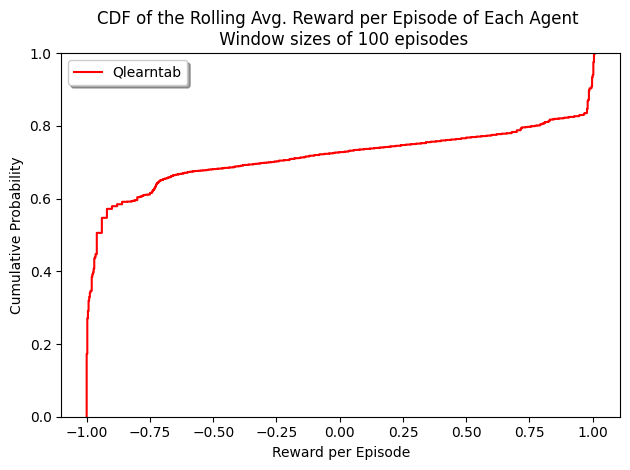 CDF of the Rolling Avg. Reward per Episode of Each Agent
Window sizes of 100 episodes
Qlearntab
Cumulative Probability
1.0
0.8
0.6
0.4
0.2
0.0
−1.00 −0.75 −0.50 −0.25 0.00 0.25 0.50 0.75 1.00
Reward per Episode